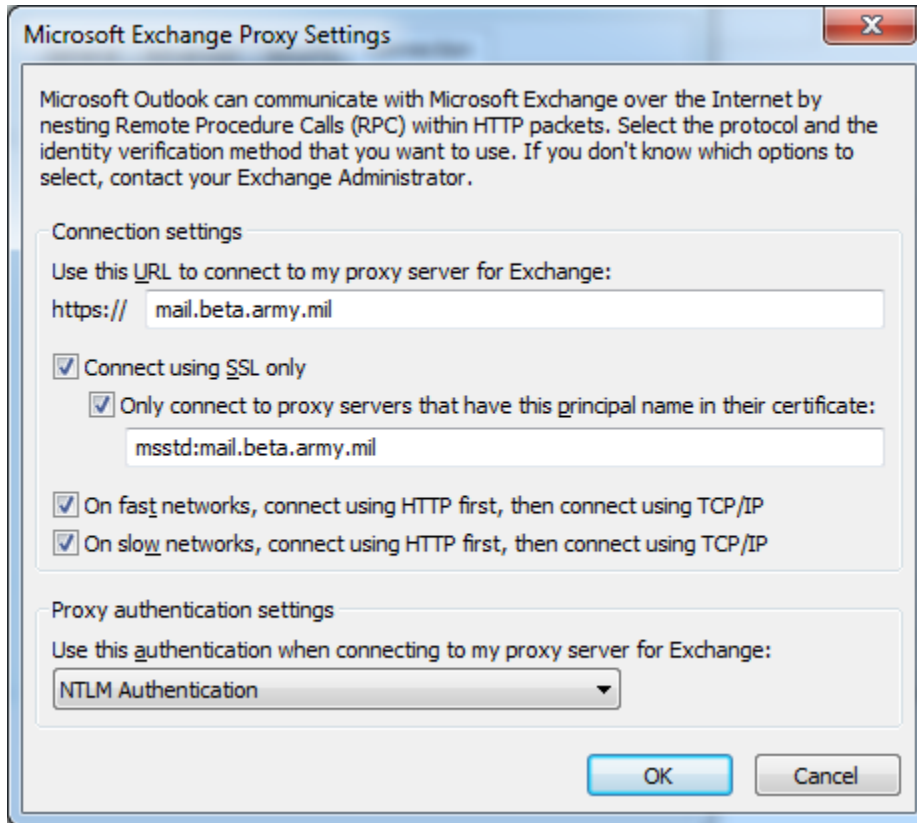 Microsoft Exchange Proxy Settings
Microsoft Outlook can communicate with Microsoft Exchange over the Internet by
nesting Remote Procedure Calls (RPC) within HTTP packets. Select the protocol and the
identity verification method that you want to use. If you don't know which options to
select, contact your Exchange Administrator.
Connection settings
Use this URL to connect to my proxy server for Exchange:
https:// mail.beta.army.mil
Connect using SSL only
Only connect to proxy servers that have this principal name in their certificate:
msstd:mail.beta.army.mil
On fast networks, connect using HTTP first, then connect using TCP/IP
On slow networks, connect using HTTP first, then connect using TCP/IP
Proxy authentication settings
Use this authentication when connecting to my proxy server for Exchange:
NTLM Authentication
OK Cancel